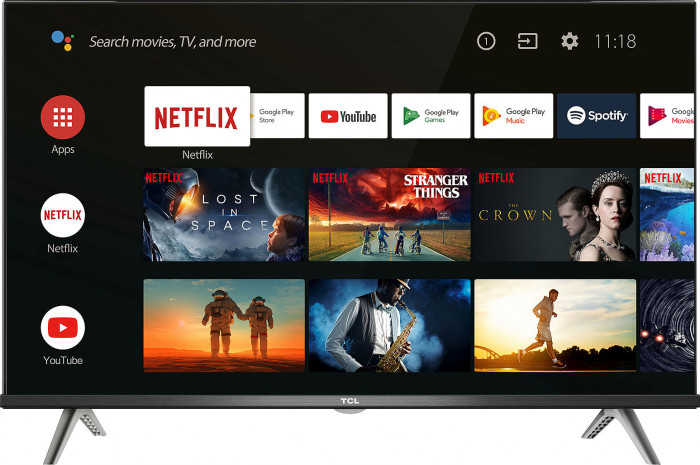 Search movies, TV, and more
1
11:18
Apps
NETFLIX
Netflix
Google Play
Store
YouTube
Google Play
Games
Google Play
Music
Spotify
Google
Movies
NETFLIX
Netflix
NETFLIX
LOST
IN
SPACE
NETFLIX
STRANGER
THINGS
NETFLIX
THE
CROWN
NETFLIX
YouTube
TCL